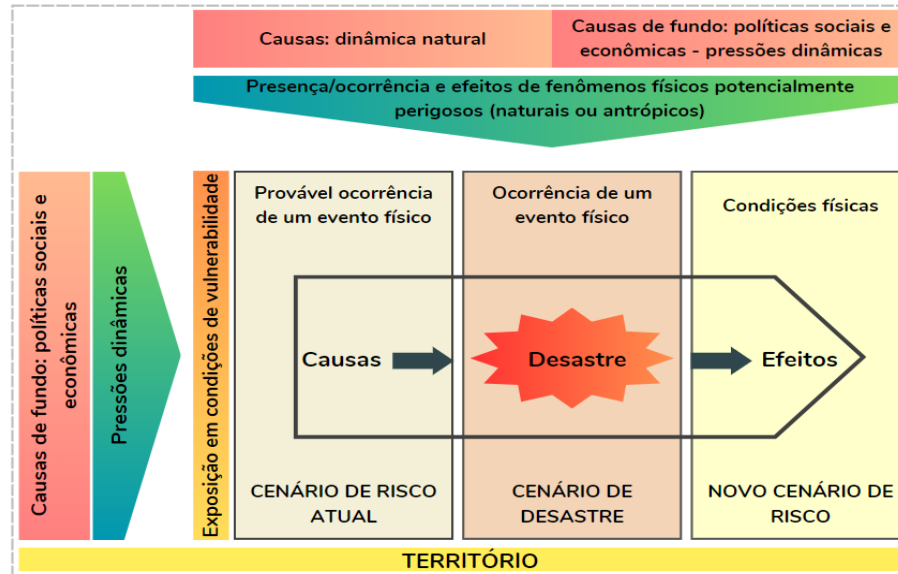 Causas: dinâmica natural
Causas de fundo: políticas sociais e
econômicas - pressões dinâmicas
Presença/ocorrência e efeitos de fenômenos físicos potencialmente
perigosos (naturais ou antrópicos)
Causas de fundo: políticas sociais e
econômicas
Pressões dinâmicas
Exposição em condições de vulnerabilidade
Provável ocorrência
de um evento físico
Ocorrência de um
evento físico
Condições físicas
Causas
Desastre
Efeitos
CENÁRIO DE RISCO
ATUAL
CENÁRIO DE
DESASTRE
NOVO CENÁRIO DE
RISCO
TERRITÓRIO